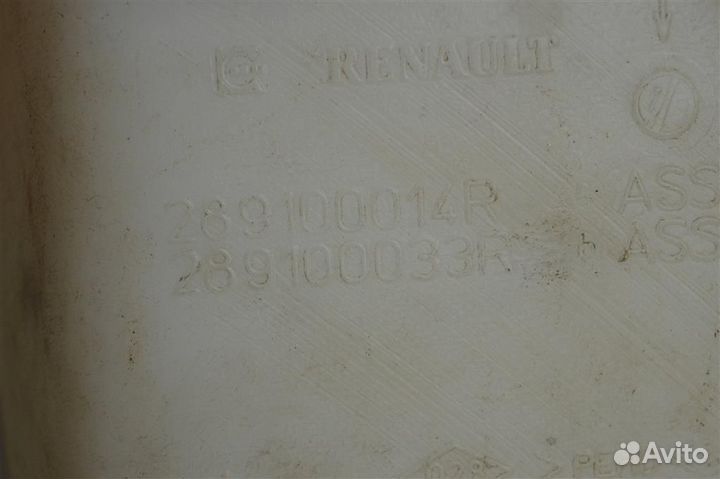 RENAULT
289100014R ASS
289100033R ASS
Avito